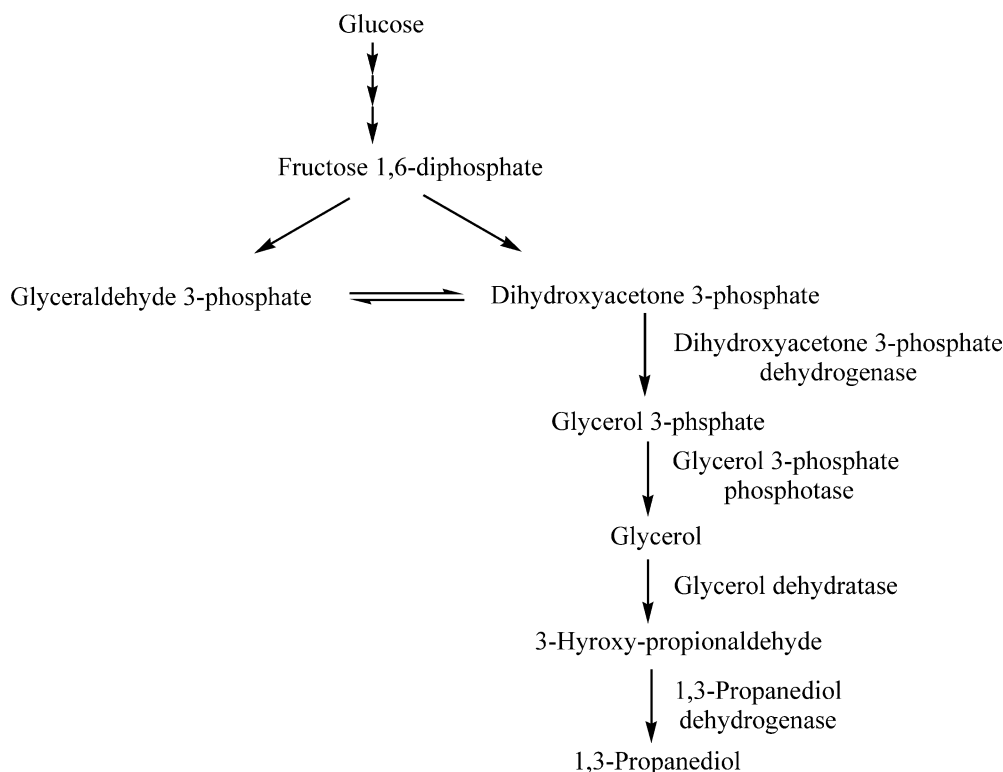 Glucose
Fructose 1,6-diphosphate
Glyceraldehyde 3-phosphate
Dihydroxyacetone 3-phosphate
Dihydroxyacetone 3-phosphate
dehydrogenase
Glycerol 3-phsphate
Glycerol 3-phosphate
phosphotase
Glycerol
Glycerol dehydratase
3-Hyroxy-propionaldehyde
1,3-Propanediol
dehydrogenase
1,3-Propanediol